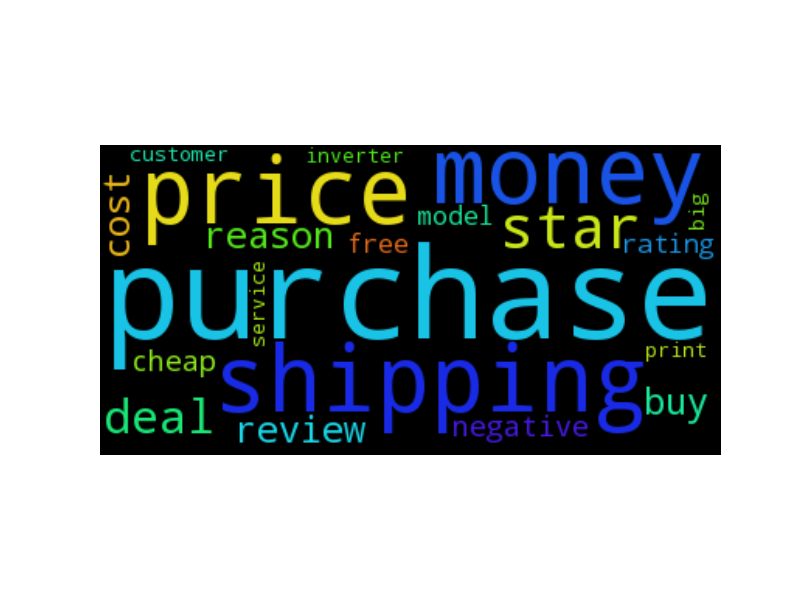 customer
inverter
money
price
cost
model
star
big
reason
free
rating
purchase
service
cheap
shipping
print
deal
review
negative
buy